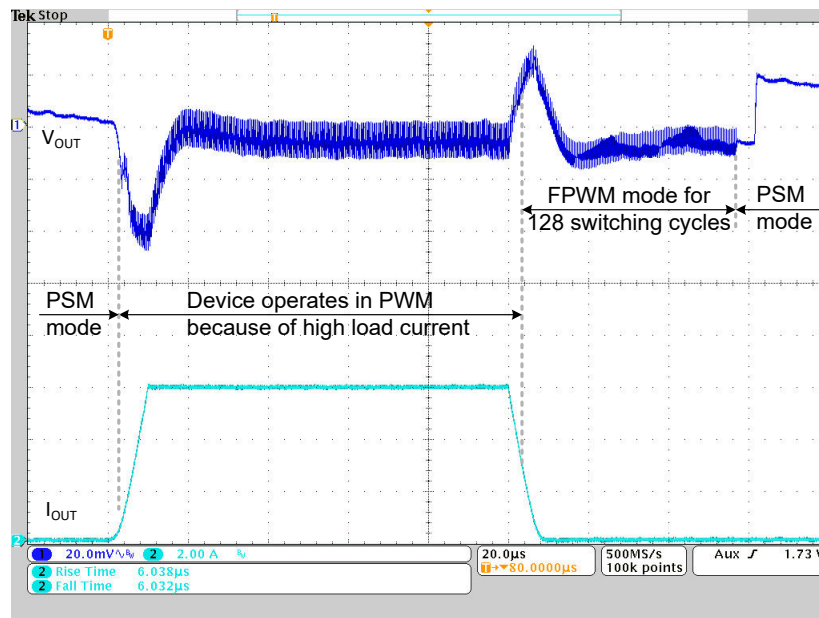 Tek Stop
T
T
1
VOUT
FPWM mode for
128 switching cycles
PSM
mode
PSM
mode
Device operates in PWM
because of high load current
IOUT
2
1 20.0mV∿BW 2 2.00 A BW
20.0µs
T→▼80.0000µs
500MS/s
100k points
Aux ʃ 1.73 V
2 Rise Time 6.038µs
2 Fall Time 6.032µs